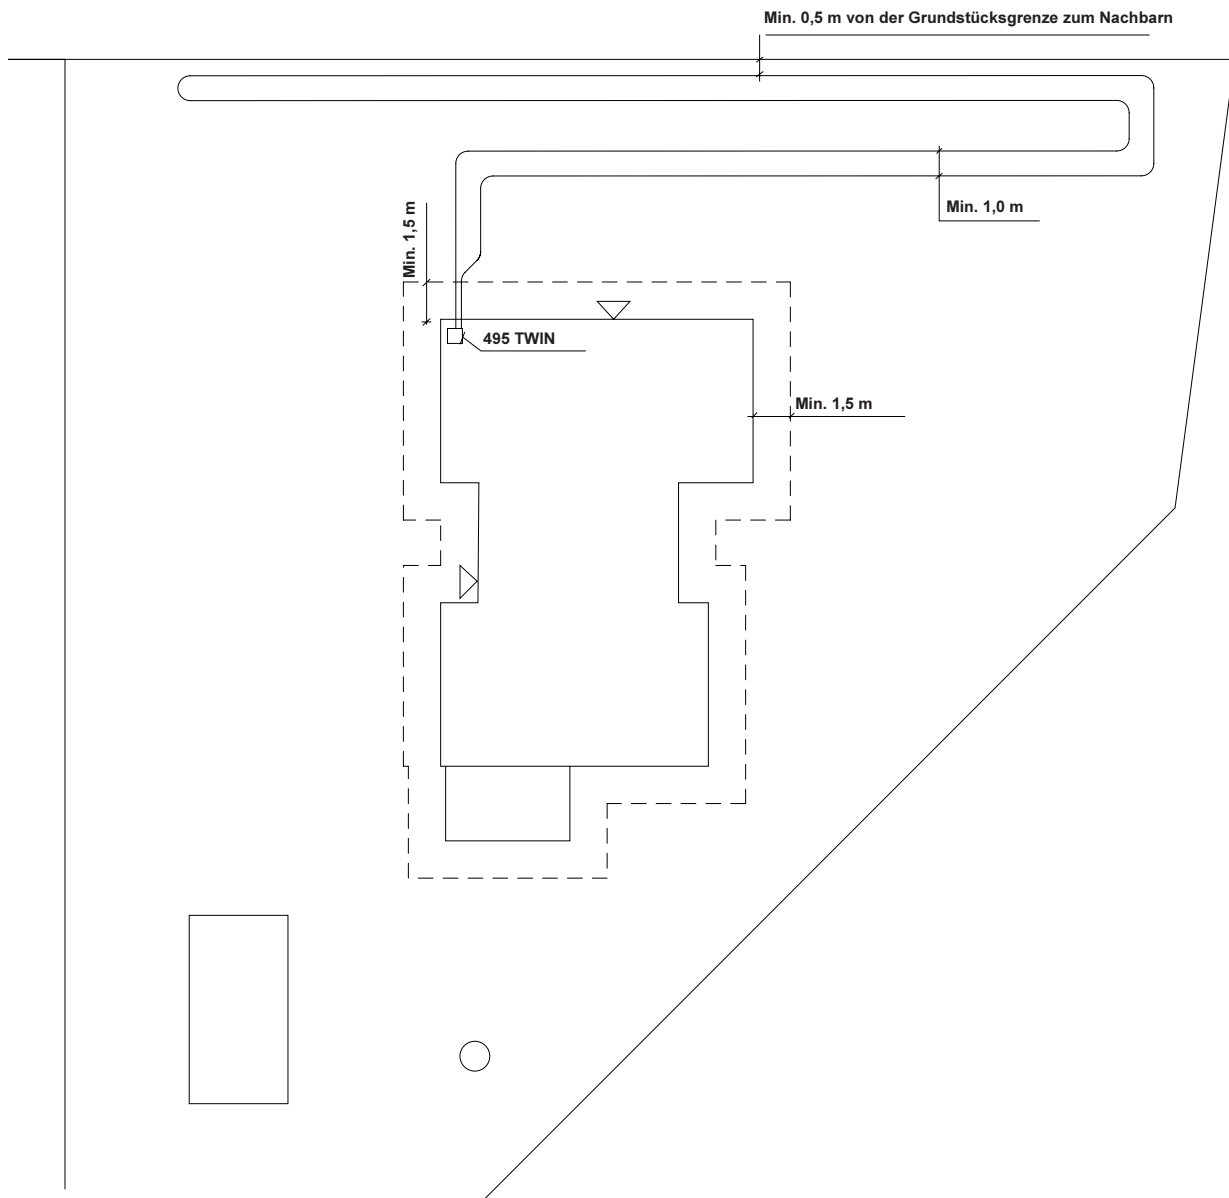 Min. 0,5 m von der Grundstücksgrenze zum Nachbarn
Min. 1,0 m
Min. 1,5 m
495 TWIN
Min. 1,5 m